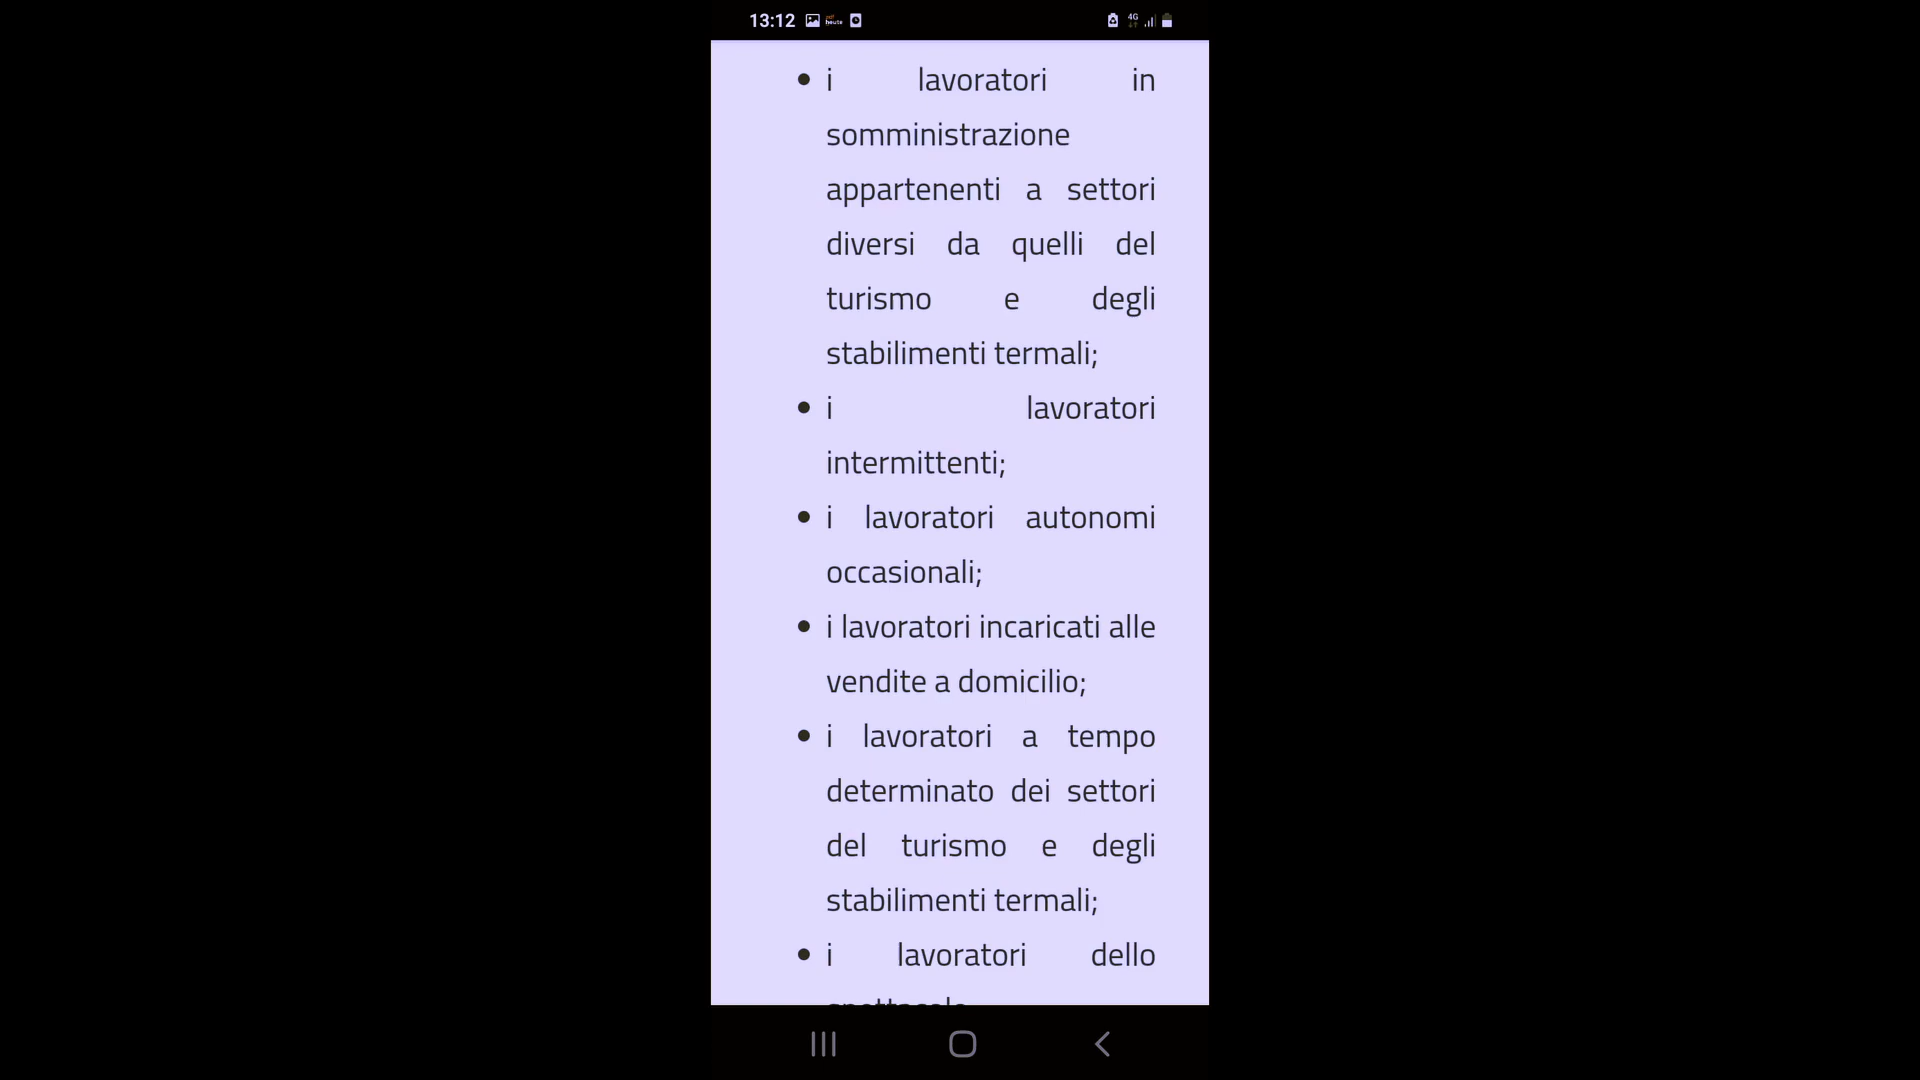 13:12
4G
i lavoratori in
somministrazione
appartenenti a settori
diversi da quelli del
turismo e degli
stabilimenti termali;
i lavoratori
intermittenti;
i lavoratori autonomi
occasionali;
i lavoratori incaricati alle
vendite a domicilio;
i lavoratori a tempo
determinato dei settori
del turismo e degli
stabilimenti termali;
i lavoratori dello